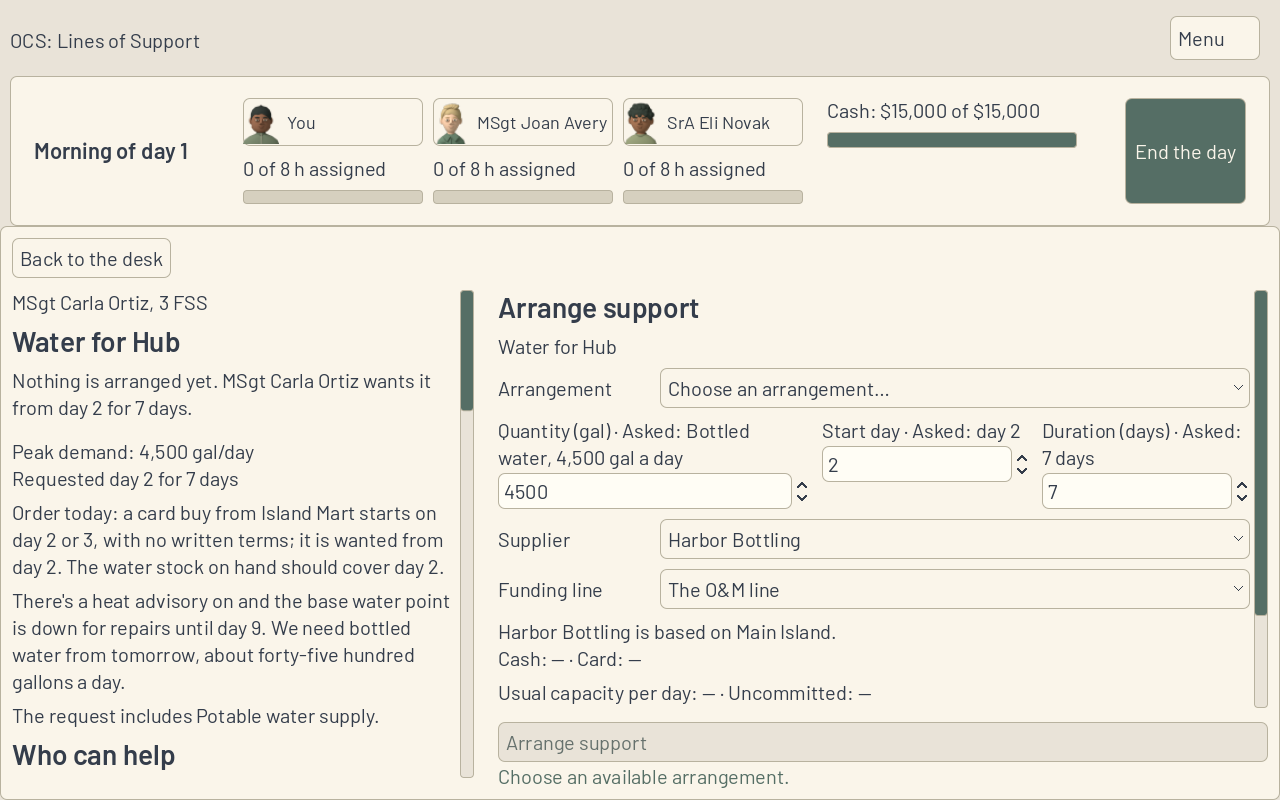 OCS: Lines of Support
Menu
Morning of day 1
You
MSgt Joan Avery
SrA Eli Novak
0 of 8 h assigned
0 of 8 h assigned
0 of 8 h assigned
Cash: $15,000 of $15,000
End the day
Back to the desk
MSgt Carla Ortiz, 3 FSS
Water for Hub
Nothing is arranged yet. MSgt Carla Ortiz wants it
from day 2 for 7 days.
Peak demand: 4,500 gal/day
Requested day 2 for 7 days
Order today: a card buy from Island Mart starts on
day 2 or 3, with no written terms; it is wanted from
day 2. The water stock on hand should cover day 2.
There's a heat advisory on and the base water point
is down for repairs until day 9. We need bottled
water from tomorrow, about forty-five hundred
gallons a day.
The request includes Potable water supply.
Who can help
Arrange support
Water for Hub
Arrangement
Choose an arrangement...
Quantity (gal) · Asked: Bottled
water, 4,500 gal a day
4500
Start day · Asked: day 2
2
Duration (days) · Asked:
7 days
7
Supplier
Harbor Bottling
Funding line
The O&M line
Harbor Bottling is based on Main Island.
Cash: — · Card: —
Usual capacity per day: — · Uncommitted: —
Arrange support
Choose an available arrangement.